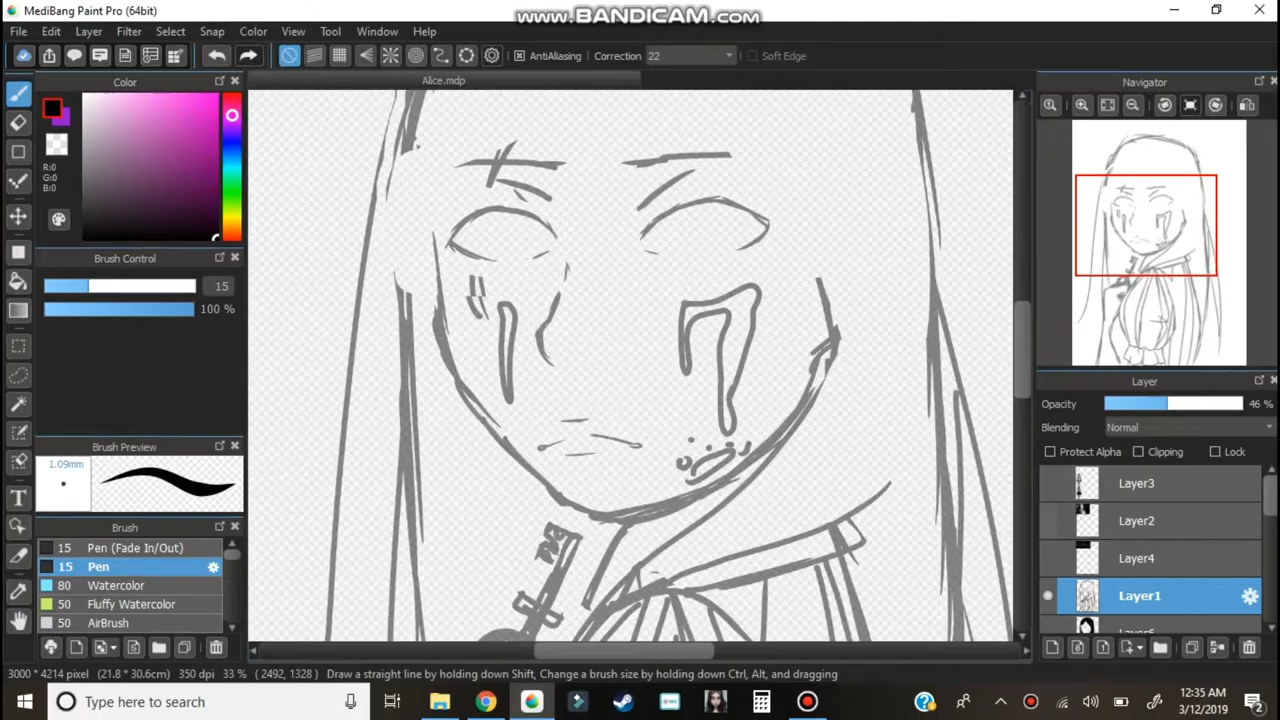 MediBang Paint Pro (64bit)
www.BANDICAM.com
File Edit Layer Filter Select Snap Color View Tool Window Help
AntiAliasing Correction 22 Soft Edge
Color
Alice.mdp
Navigator
R:0
G:0
B:0
Brush Control
15
100 %
Layer
Opacity 46 %
Blending Normal
Protect Alpha Clipping Lock
Brush Preview
1.09mm
Layer3
Layer2
Layer4
Layer1
Layer6
Brush
15 Pen (Fade In/Out)
15 Pen
80 Watercolor
50 Fluffy Watercolor
50 AirBrush
3000 * 4214 pixel (21.8 * 30.6cm) 350 dpi 33 % (2492, 1328) Draw a straight line by holding down Shift, Change a brush size by holding down Ctrl, Alt, and dragging
Type here to search
12:35 AM
3/12/2019
2